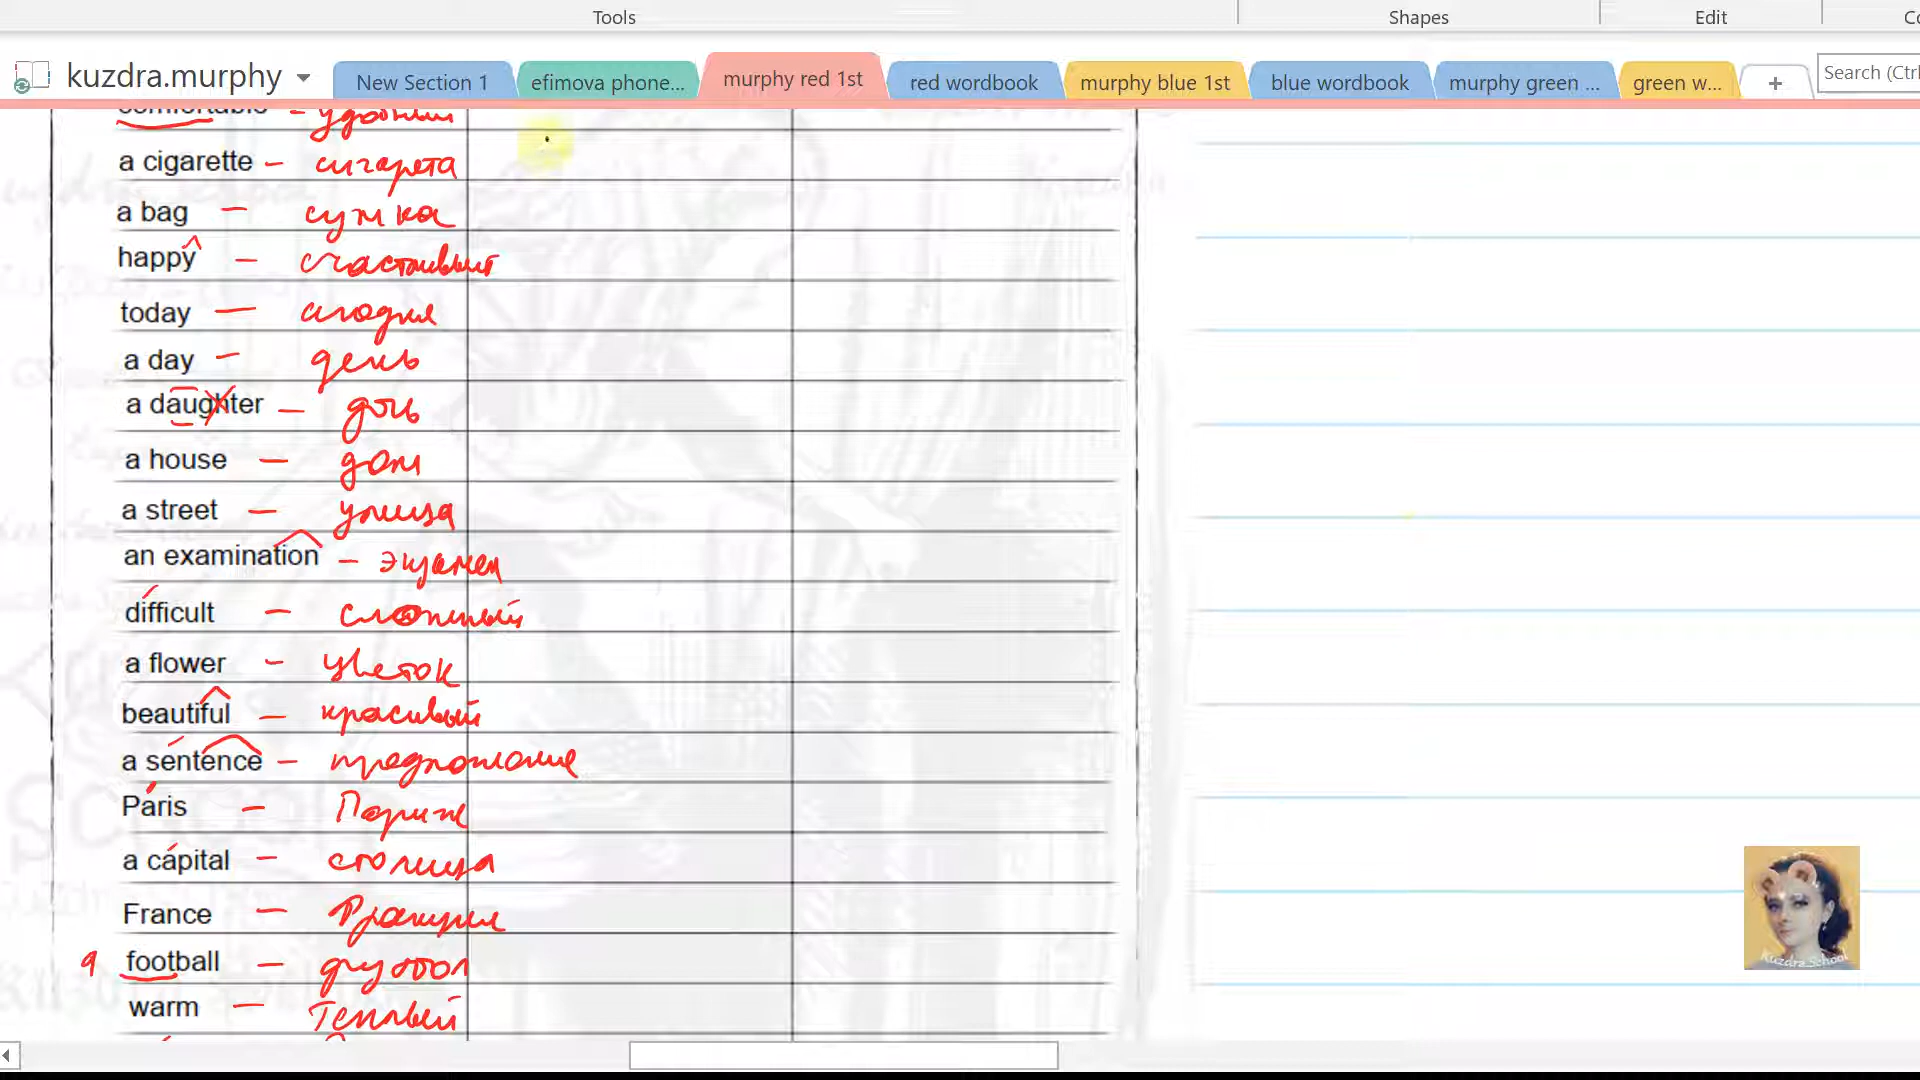 Tools Shapes Edit
kuzdra.murphy New Section 1 efimova phone... murphy red 1st red wordbook murphy blue 1st blue wordbook murphy green ... green w... + Search (Ctrl
comfortable - удобный
a cigarette - сигарета
a bag - сумка
happy - счастливый
today - сегодня
a day - день
a daughter - дочь
a house - дом
a street - улица
an examination - экзамен
difficult - сложный
a flower - цветок
beautiful - красивый
a sentence - предложение
Paris - Париж
a capital - столица
France - Франция
a football - футбол
warm - теплый
Kuzdra_School